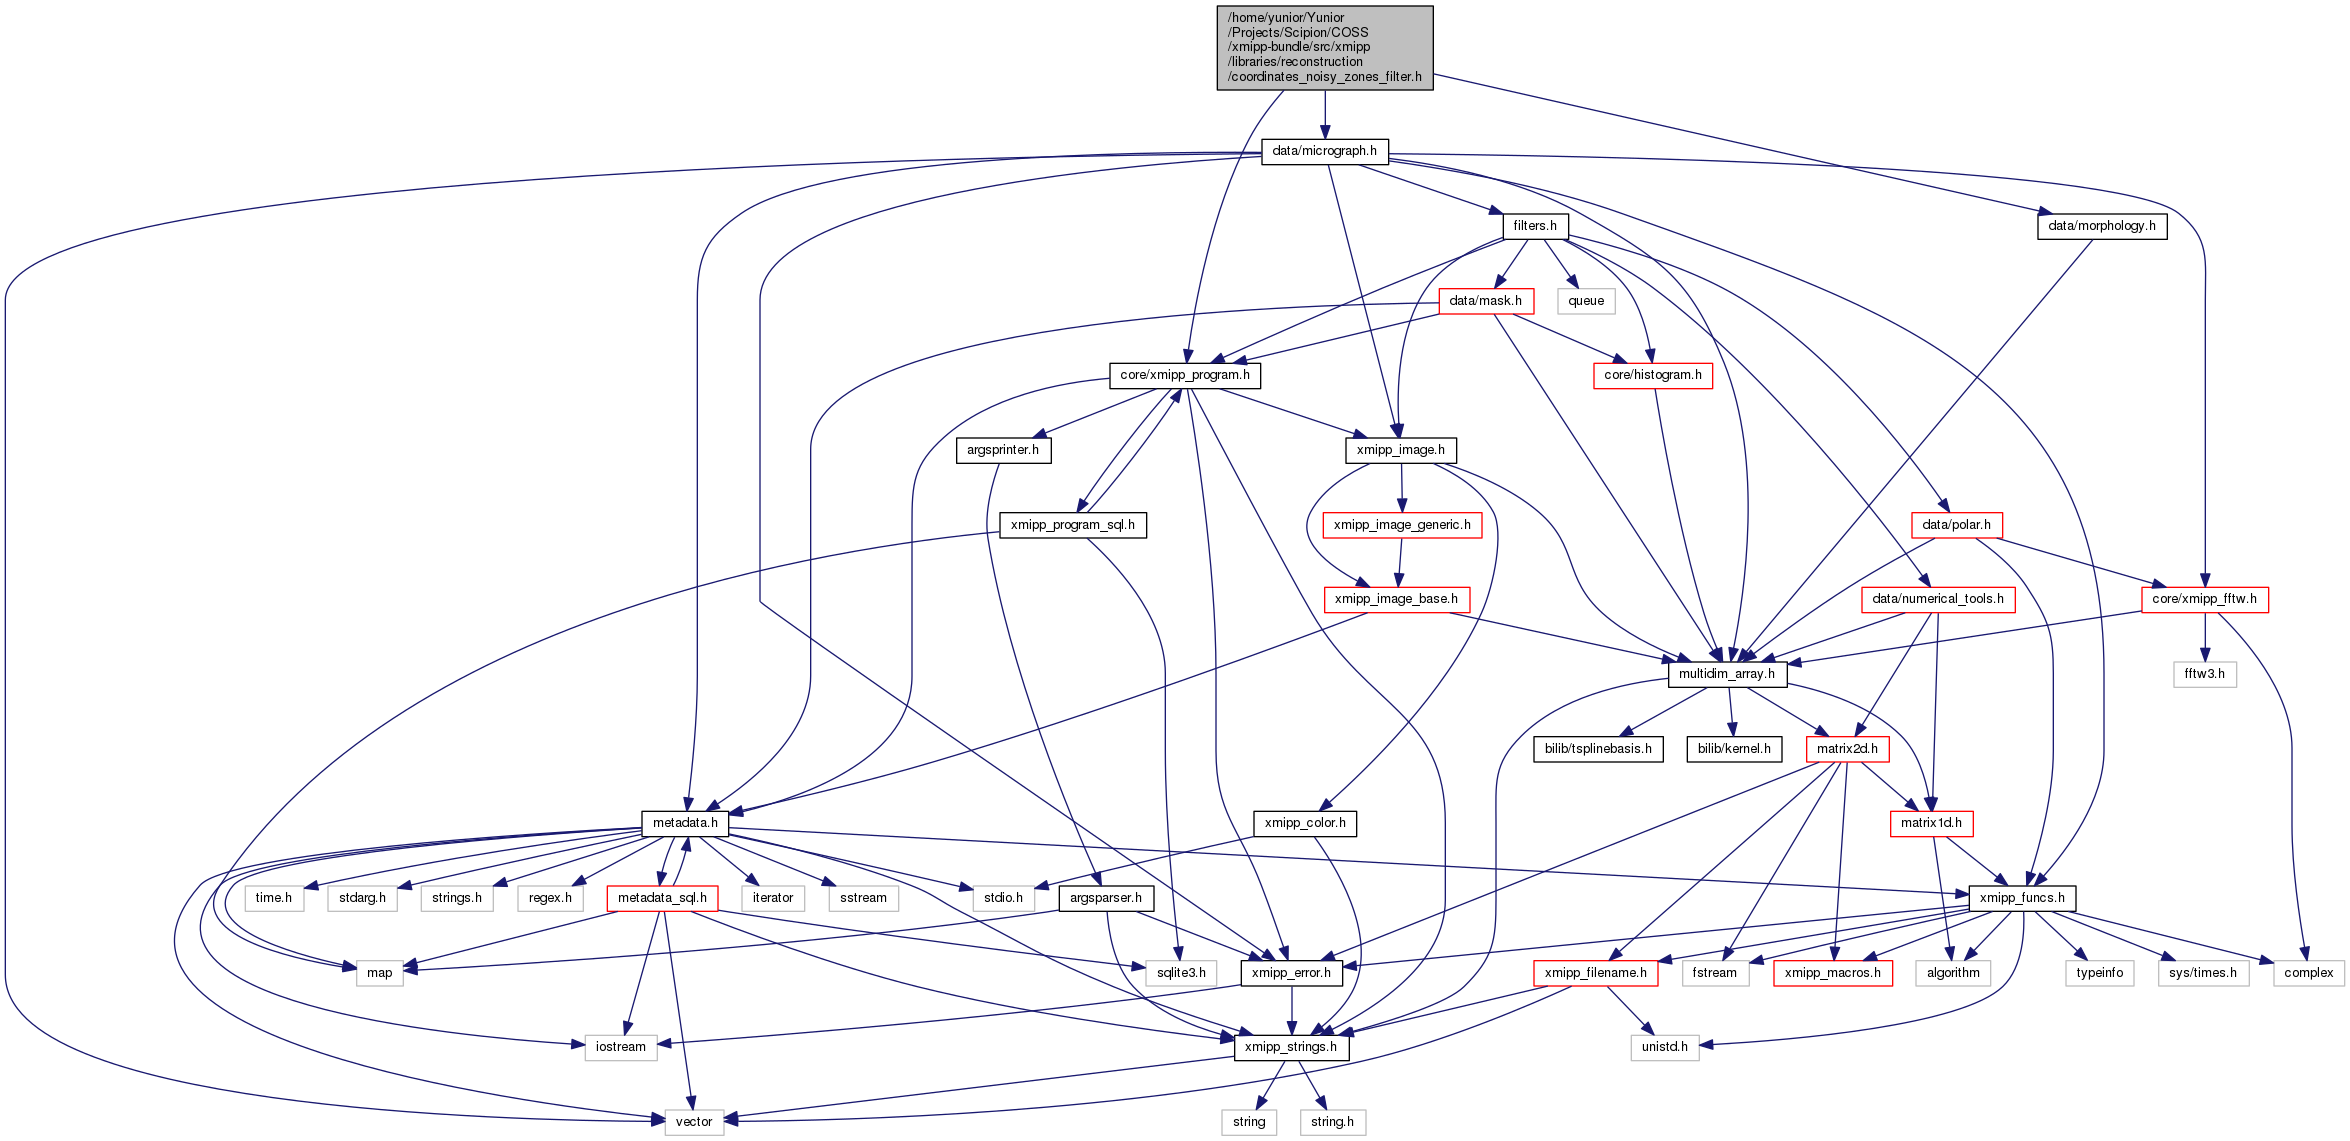 /home/yunior/Yunior
/Projects/Scipion/COSS
/xmipp-bundle/src/xmipp
/libraries/reconstruction
/coordinates_noisy_zones_filter.h
data/micrograph.h
filters.h
data/morphology.h
data/mask.h
queue
core/xmipp_program.h
core/histogram.h
argsprinter.h
xmipp_image.h
xmipp_program_sql.h
xmipp_image_generic.h
data/polar.h
xmipp_image_base.h
data/numerical_tools.h
core/xmipp_fftw.h
multidim_array.h
fftw3.h
bilib/tsplinebasis.h
bilib/kernel.h
matrix2d.h
metadata.h
xmipp_color.h
matrix1d.h
time.h
stdarg.h
strings.h
regex.h
metadata_sql.h
iterator
sstream
stdio.h
argsparser.h
xmipp_funcs.h
map
sqlite3.h
xmipp_error.h
xmipp_filename.h
fstream
xmipp_macros.h
algorithm
typeinfo
sys/times.h
complex
iostream
xmipp_strings.h
unistd.h
vector
string
string.h